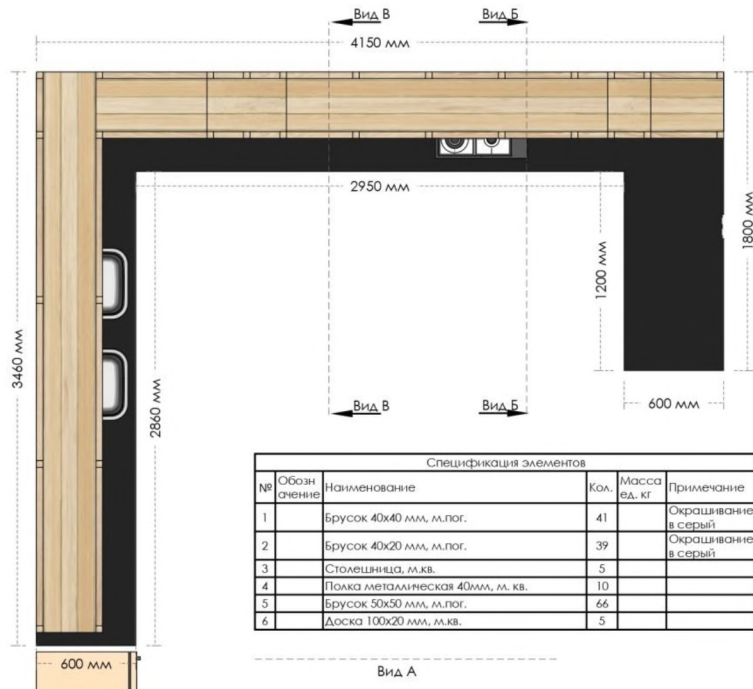 Вид В
Вид Б
4150 мм
2950 мм
1800 мм
1200 мм
3460 мм
2860 мм
Вид В
Вид Б
600 мм
Спецификация элементов
№ Обозн ачение Наименование Кол. Масса ед. кг Примечание
1 Брусок 40х40 мм, м.пог. 41 Окрашивание в серый
2 Брусок 40х20 мм, м.пог. 39 Окрашивание в серый
3 Столешница, м.кв. 5
4 Полка металлическая 40мм, м. кв. 10
5 Брусок 50х50 мм, м.пог. 66
6 Доска 100х20 мм, м.кв. 5
600 мм
Вид А